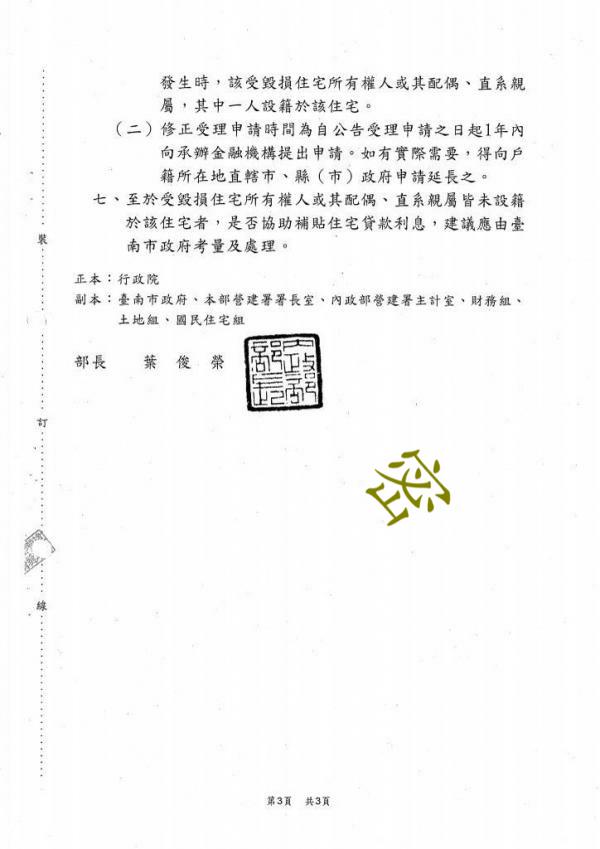 發生時，該受毀損住宅所有權人或其配偶、直系親
屬，其中一人設籍於該住宅。
（二）修正受理申請時間為自公告受理申請之日起1年內
向承辦金融機構提出申請。如有實際需要，得向戶
籍所在地直轄市、縣（市）政府申請延長之。
七、至於受毀損住宅所有權人或其配偶、直系親屬皆未設籍
於該住宅者，是否協助補貼住宅貸款利息，建議應由臺
南市政府考量及處理。
正本：行政院
副本：臺南市政府、本部營建署署長室、內政部營建署主計室、財務組、
土地組、國民住宅組
部長　葉俊榮
內政部部長
密
裝
訂
線
第3頁　共3頁